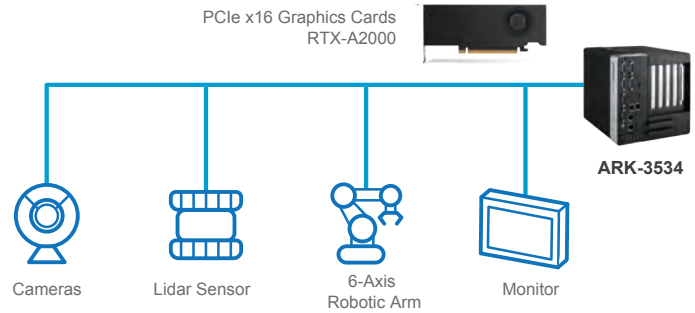 PCIe x16 Graphics Cards
RTX-A2000
ARK-3534
Cameras
Lidar Sensor
6-Axis
Robotic Arm
Monitor